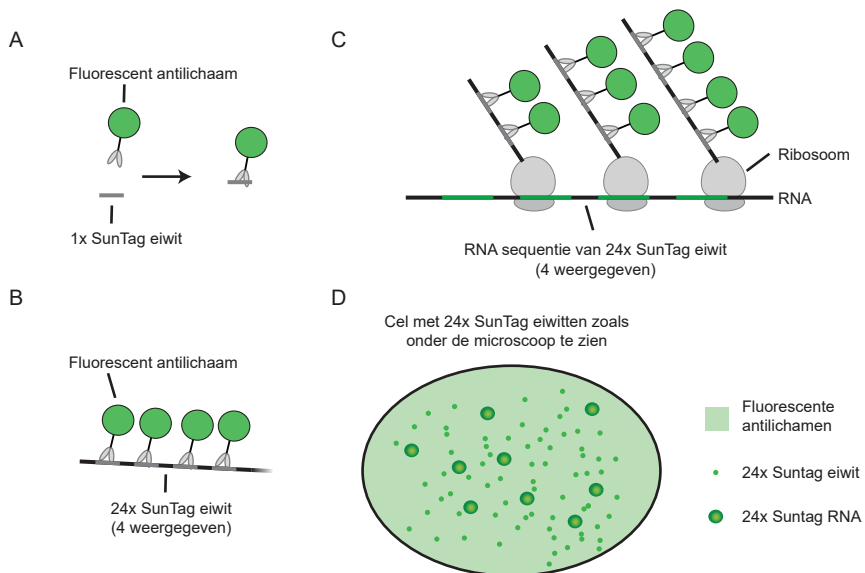 A
Fluorescent antilichaam
1x SunTag eiwit
B
Fluorescent antilichaam
24x SunTag eiwit
(4 weergegeven)
C
Ribosoom
RNA
RNA sequentie van 24x SunTag eiwit
(4 weergegeven)
D
Cel met 24x SunTag eiwitten zoals
onder de microscoop te zien
Fluorescente
antilichamen
24x Suntag eiwit
24x Suntag RNA